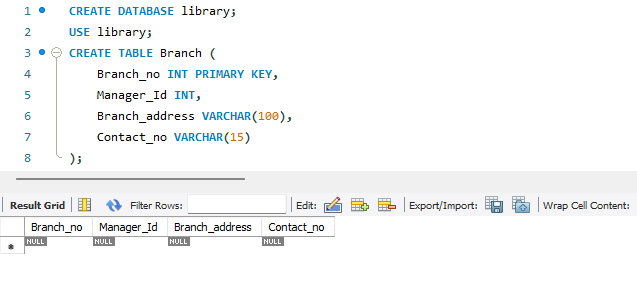 1 CREATE DATABASE library;
2 USE library;
3 CREATE TABLE Branch (
4 Branch_no INT PRIMARY KEY,
5 Manager_Id INT,
6 Branch_address VARCHAR(100),
7 Contact_no VARCHAR(15)
8 );
Result Grid Filter Rows: Edit: Export/Import: Wrap Cell Content:
Branch_no Manager_Id Branch_address Contact_no
NULL NULL NULL NULL